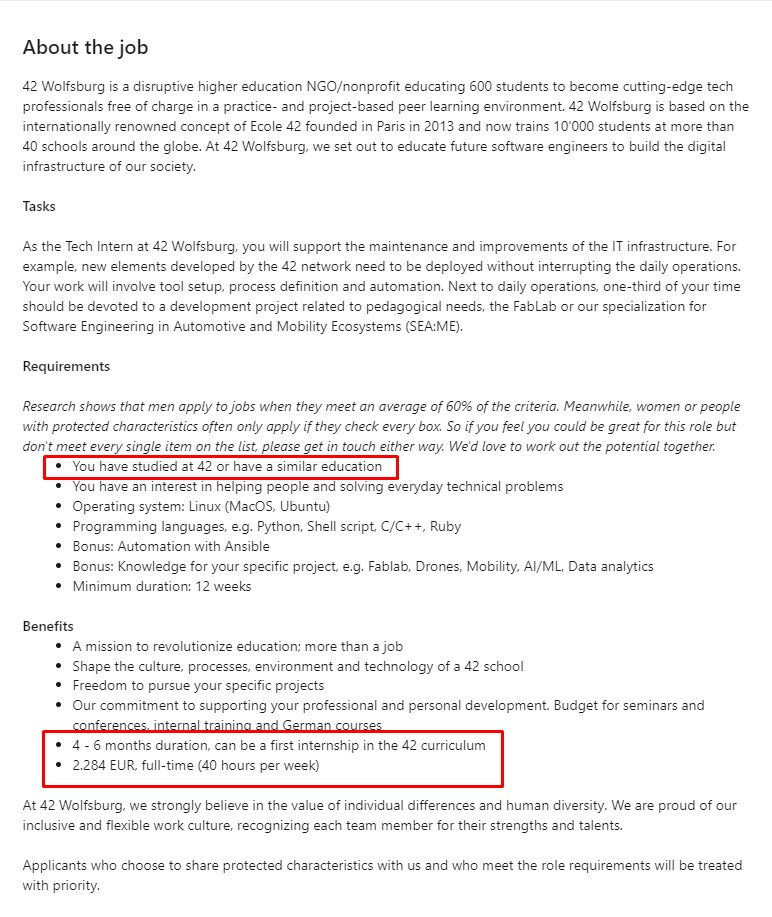 About the job
42 Wolfsburg is a disruptive higher education NGO/nonprofit educating 600 students to become cutting-edge tech
professionals free of charge in a practice- and project-based peer learning environment. 42 Wolfsburg is based on the
internationally renowned concept of Ecole 42 founded in Paris in 2013 and now trains 10'000 students at more than
40 schools around the globe. At 42 Wolfsburg, we set out to educate future software engineers to build the digital
infrastructure of our society.
Tasks
As the Tech Intern at 42 Wolfsburg, you will support the maintenance and improvements of the IT infrastructure. For
example, new elements developed by the 42 network need to be deployed without interrupting the daily operations.
Your work will involve tool setup, process definition and automation. Next to daily operations, one-third of your time
should be devoted to a development project related to pedagogical needs, the FabLab or our specialization for
Software Engineering in Automotive and Mobility Ecosystems (SEA:ME).
Requirements
Research shows that men apply to jobs when they meet an average of 60% of the criteria. Meanwhile, women or people
with protected characteristics often only apply if they check every box. So if you feel you could be great for this role but
don't meet every single item on the list, please get in touch either way. We'd love to work out the potential together.
• You have studied at 42 or have a similar education
• You have an interest in helping people and solving everyday technical problems
• Operating system: Linux (MacOS, Ubuntu)
• Programming languages, e.g. Python, Shell script, C/C++, Ruby
• Bonus: Automation with Ansible
• Bonus: Knowledge for your specific project, e.g. Fablab, Drones, Mobility, AI/ML, Data analytics
• Minimum duration: 12 weeks
Benefits
• A mission to revolutionize education; more than a job
• Shape the culture, processes, environment and technology of a 42 school
• Freedom to pursue your specific projects
• Our commitment to supporting your professional and personal development. Budget for seminars and
conferences, internal training and German courses
• 4 - 6 months duration, can be a first internship in the 42 curriculum
• 2.284 EUR, full-time (40 hours per week)
At 42 Wolfsburg, we strongly believe in the value of individual differences and human diversity. We are proud of our
inclusive and flexible work culture, recognizing each team member for their strengths and talents.
Applicants who choose to share protected characteristics with us and who meet the role requirements will be treated
with priority.